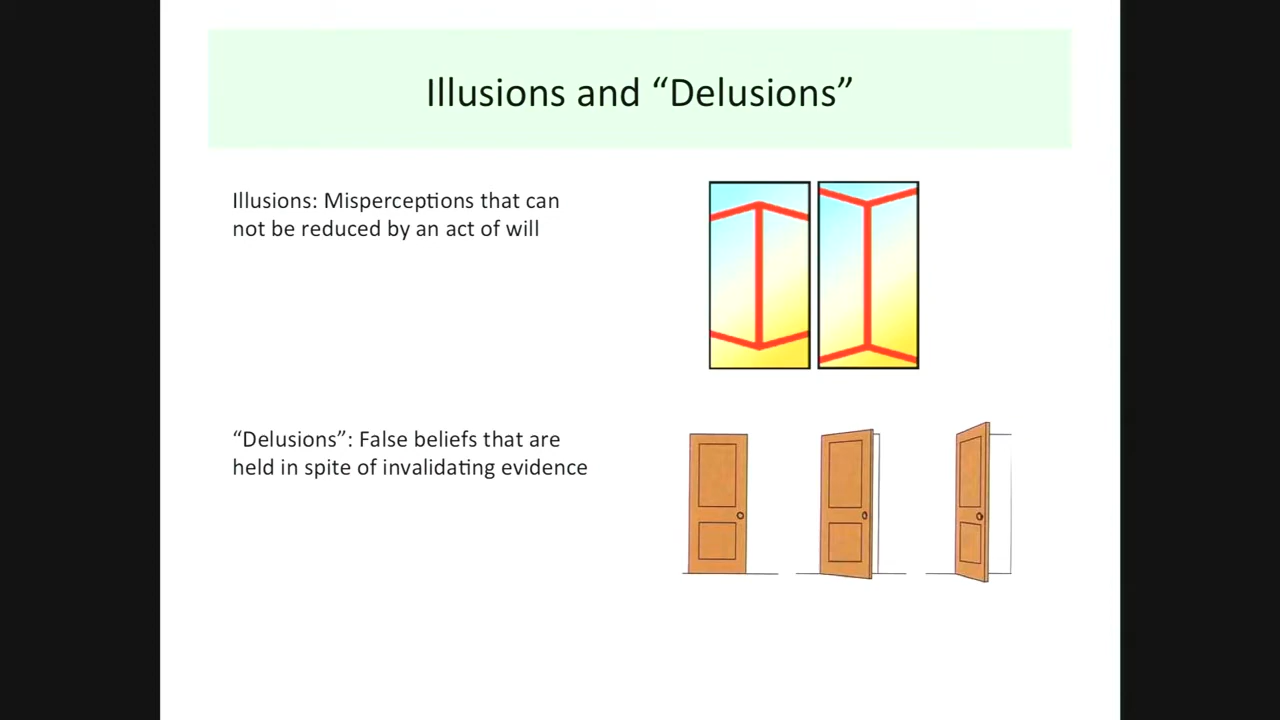 Illusions and “Delusions”
Illusions: Misperceptions that can
not be reduced by an act of will
“Delusions”: False beliefs that are
held in spite of invalidating evidence